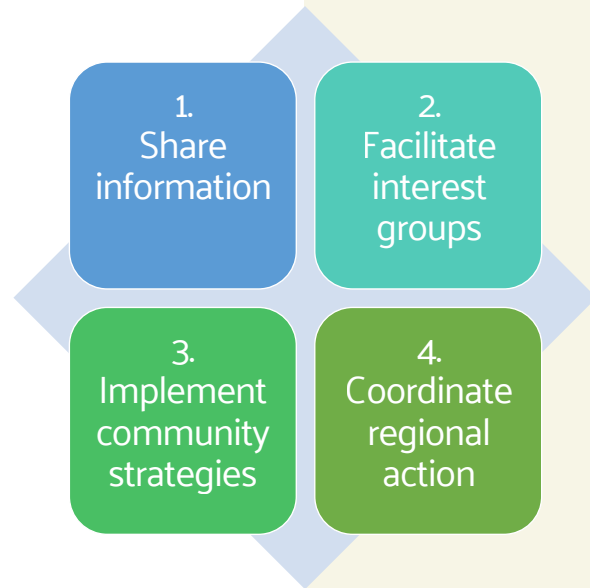 1.
Share
information
2.
Facilitate
interest
groups
3.
Implement
community
strategies
4.
Coordinate
regional
action